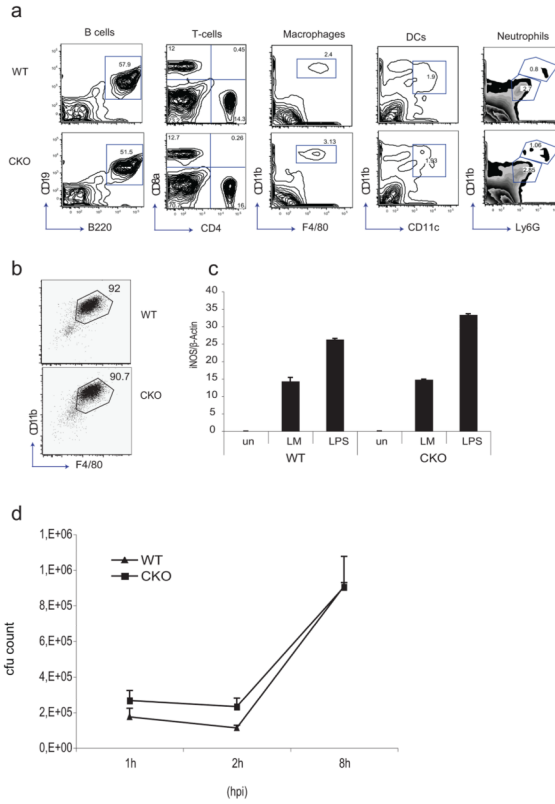 a
B cells T-cells Macrophages DCs Neutrophils
WT
57.9 12 0.45 14.3 2.4 1.9 0.8
CKO
51.5 12.7 0.26 16 3.13 1.06
CD19 CD8a CD11b CD11b CD11b
B220 CD4 F4/80 CD11c Ly6G
b
92
WT
90.7
CKO
CD11b
F4/80
c
iNOS/β-Actin
40
35
30
25
20
15
10
5
0
un LM LPS un LM LPS
WT CKO
d
cfu count
1,E+06
1,E+06
8,E+05
6,E+05
4,E+05
2,E+05
0,E+00
WT
CKO
1h 2h 8h
(hpi)